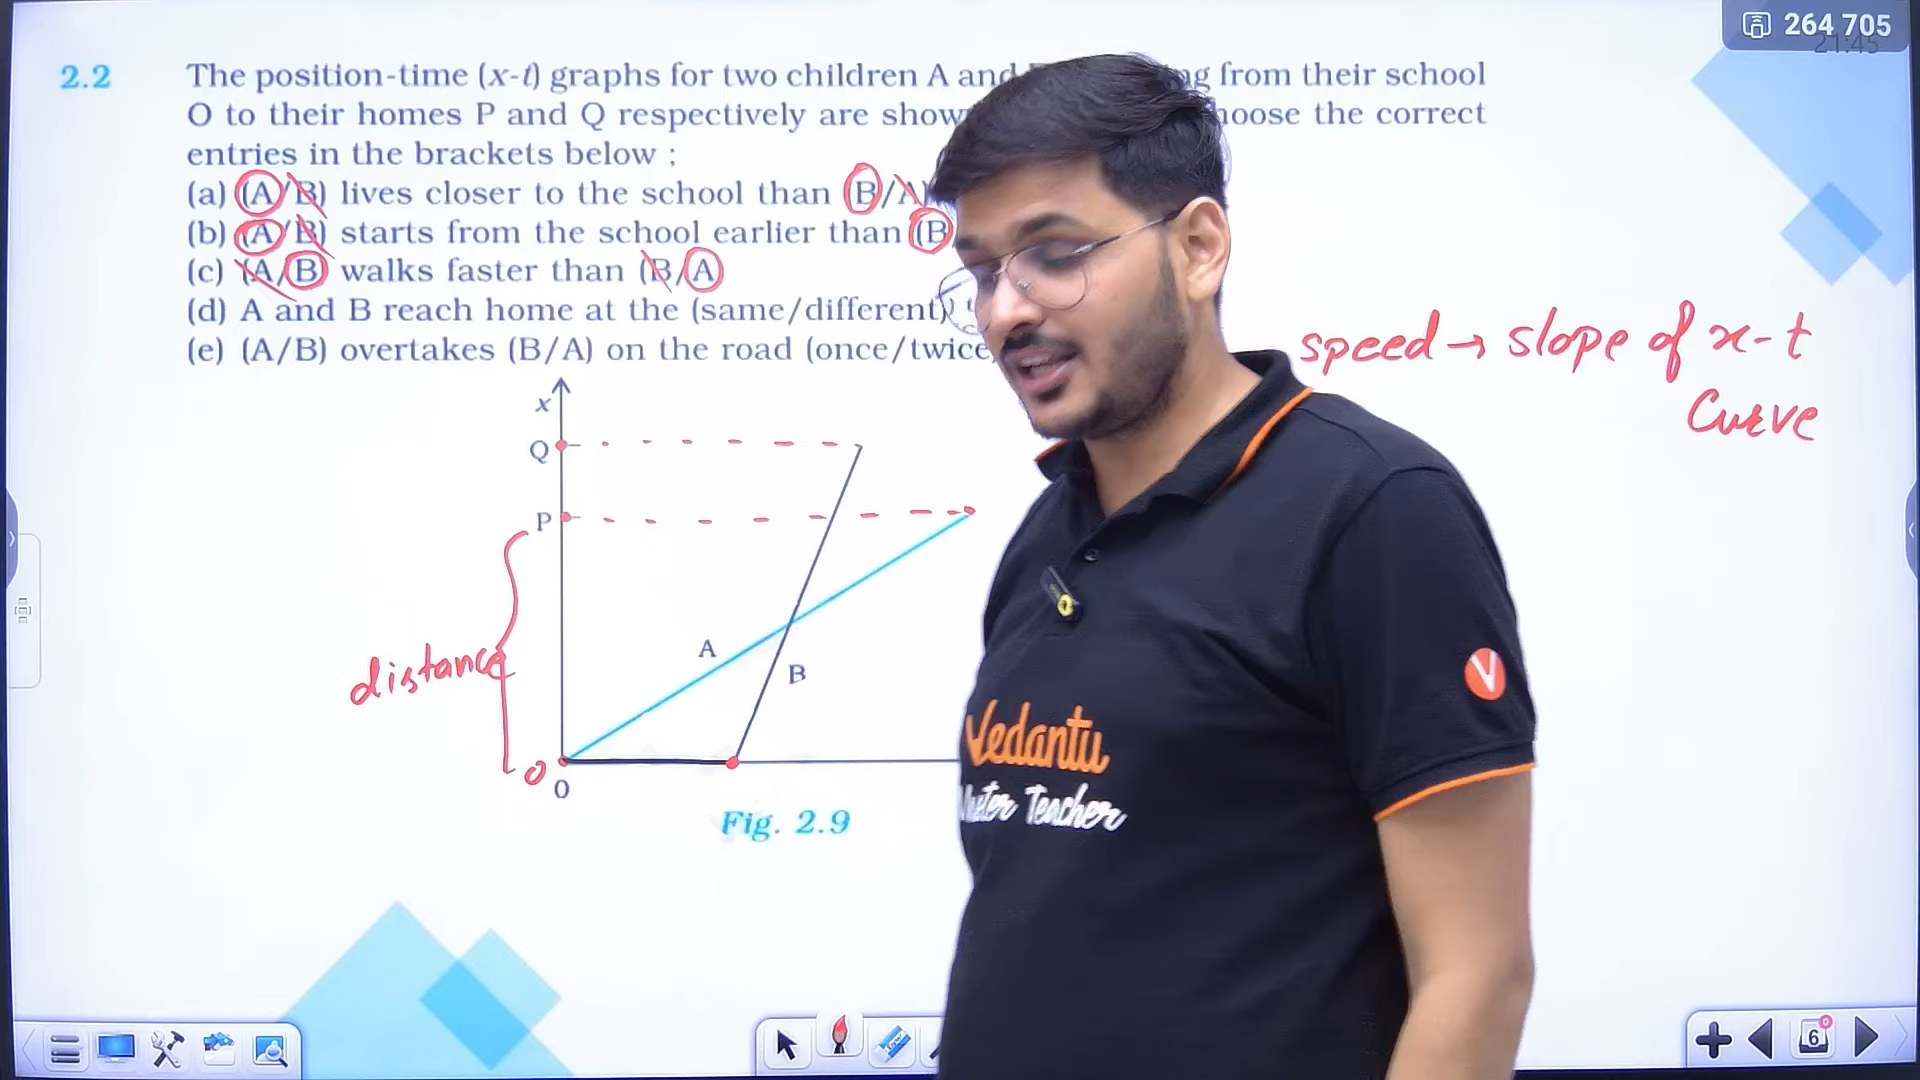 264 705
21:45
2.2 The position-time (x-t) graphs for two children A and g from their school
O to their homes P and Q respectively are show hoose the correct
entries in the brackets below ;
(a) (A/B) lives closer to the school than (B/A)
(b) (A/B) starts from the school earlier than (B
(c) (A/B) walks faster than (B/A
(d) A and B reach home at the (same/different)
(e) (A/B) overtakes (B/A) on the road (once/twice
speed → slope of x-t
Curve
x
Q
P
distance
A
B
O
O
Fig. 2.9
Vedantu
Master Teacher
V
6
0